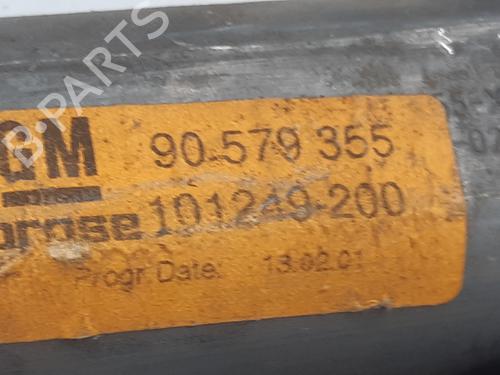 B-Parts
GM
90 579 355
brose
101249-200
Progr Date: 13.02.01